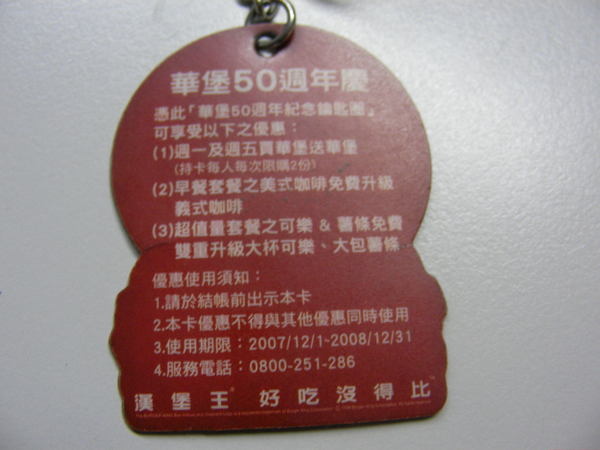 華堡50週年慶
憑此「華堡50週年紀念鑰匙圈」
可享受以下之優惠：
(1)週一及週五買華堡送華堡
(持卡每人每次限購2份)
(2)早餐套餐之美式咖啡免費升級
義式咖啡
(3)超值量套餐之可樂 & 薯條免費
雙重升級大杯可樂、大包薯條
優惠使用須知：
1.請於結帳前出示本卡
2.本卡優惠不得與其他優惠同時使用
3.使用期限：2007/12/1~2008/12/31
4.服務電話：0800-251-286
漢堡王® 好吃沒得比™